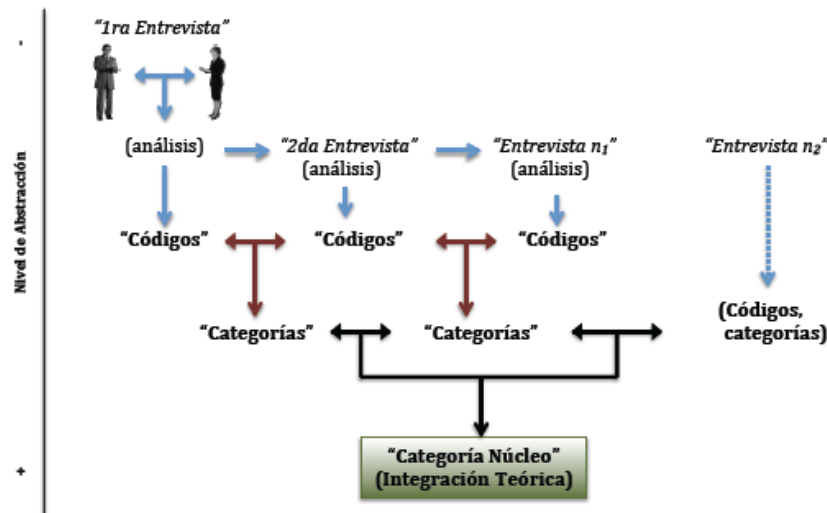 -
“1ra Entrevista”
Nivel de Abstracción
(análisis)
“2da Entrevista”
(análisis)
“Entrevista n₁”
(análisis)
“Entrevista n₂”
“Códigos”
“Códigos”
“Códigos”
“Categorías”
“Categorías”
(Códigos,
categorías)
+
“Categoría Núcleo”
(Integración Teórica)